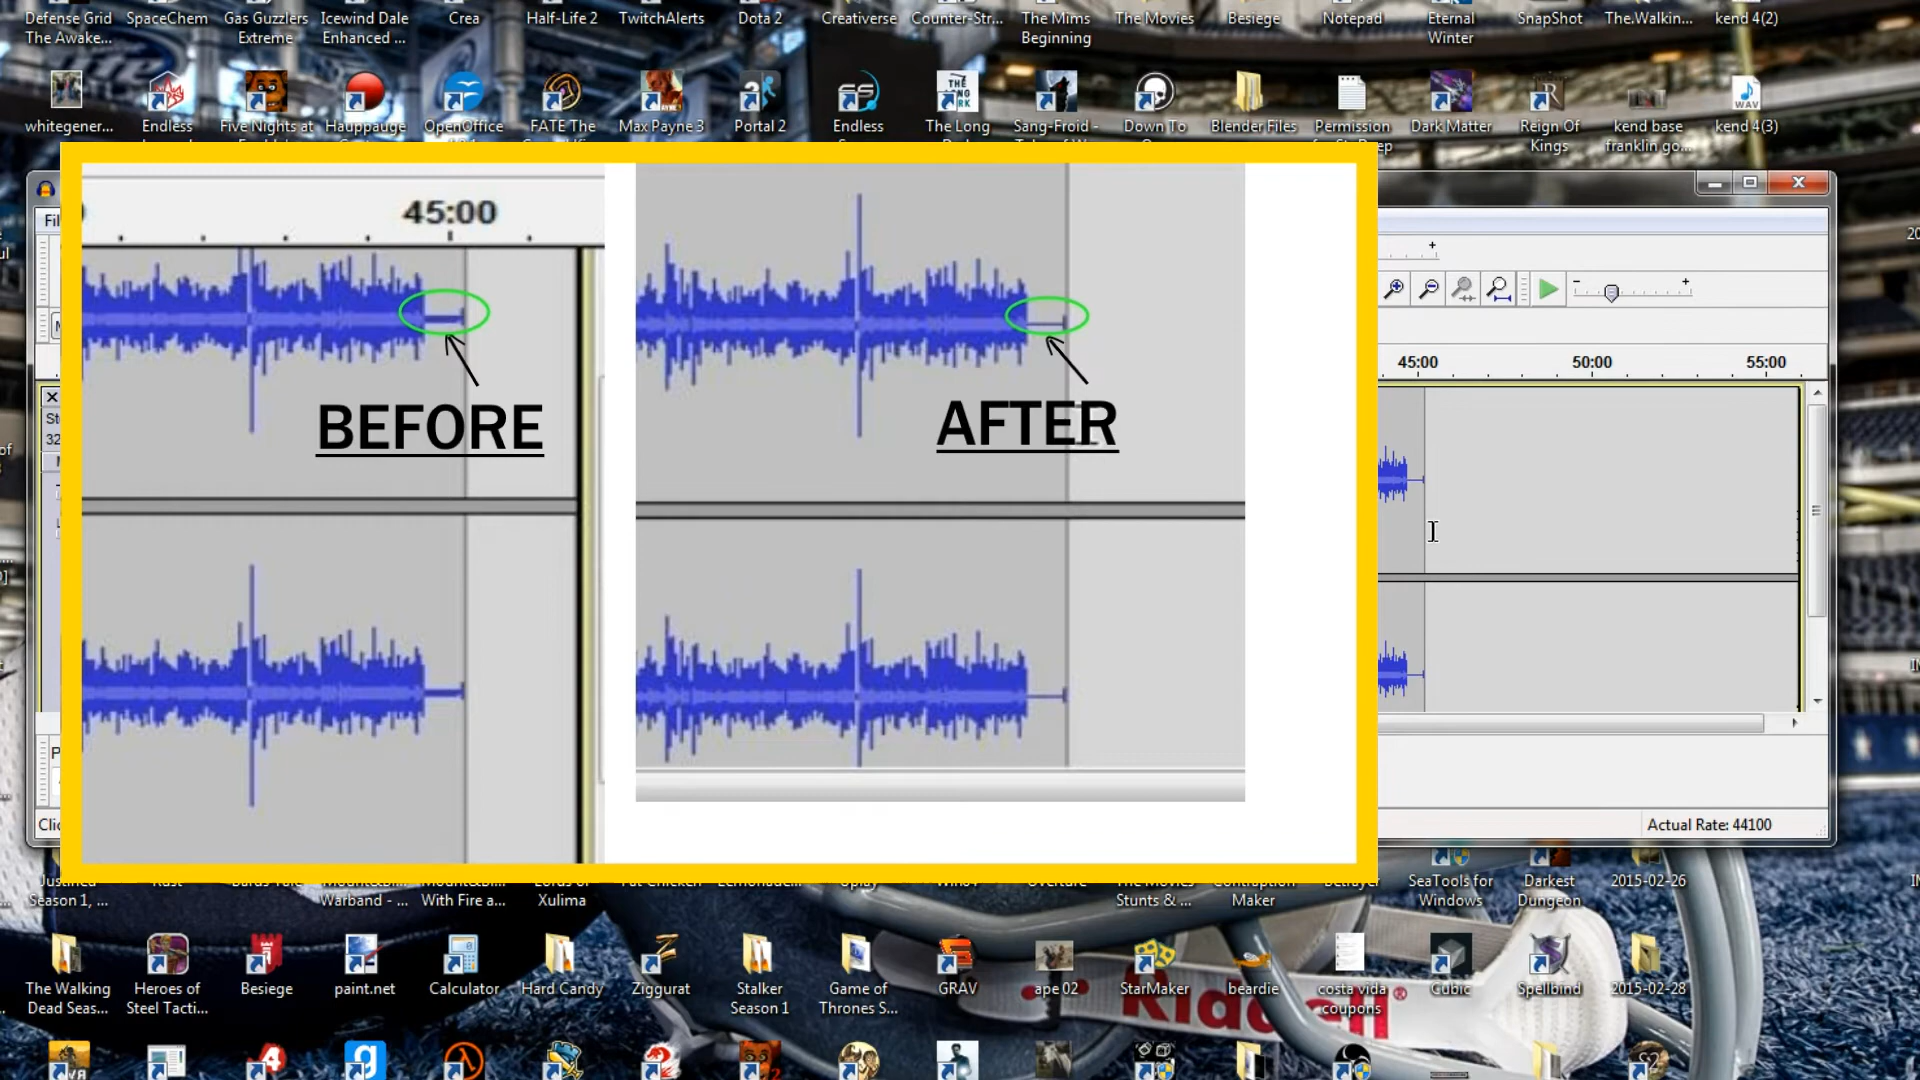 Defense Grid
The Awake...
SpaceChem
Gas Guzzlers
Extreme
Icewind Dale
Enhanced ...
Crea
Half-Life 2
TwitchAlerts
Dota 2
Creativerse
Counter-Str...
The Mims
Beginning
The Movies
Besiege
Notepad
Eternal
Winter
SnapShot
The.Walkin...
kend 4(2)
whitegener...
Endless
Five Nights at
Hauppauge
OpenOffice
FATE The
Max Payne 3
Portal 2
Endless
The Long
Sang-Froid -
Down To
Blender Files
Permission
Dark Matter
Reign Of
Kings
kend base
franklin go...
WAV
kend 4(3)
45:00
BEFORE
AFTER
45:00
50:00
55:00
Actual Rate: 44100
Season 1, ...
Warband - ...
With Fire a...
Xulima
Stunts & ...
Maker
SeaTools for
Windows
Darkest
Dungeon
2015-02-26
The Walking
Dead Seas...
Heroes of
Steel Tacti...
Besiege
paint.net
Calculator
Hard Candy
Ziggurat
Stalker
Season 1
Game of
Thrones S...
GRAV
ape 02
StarMaker
beardie
costa vida
coupons
Cubic
Spellbind
2015-02-28
Riddell